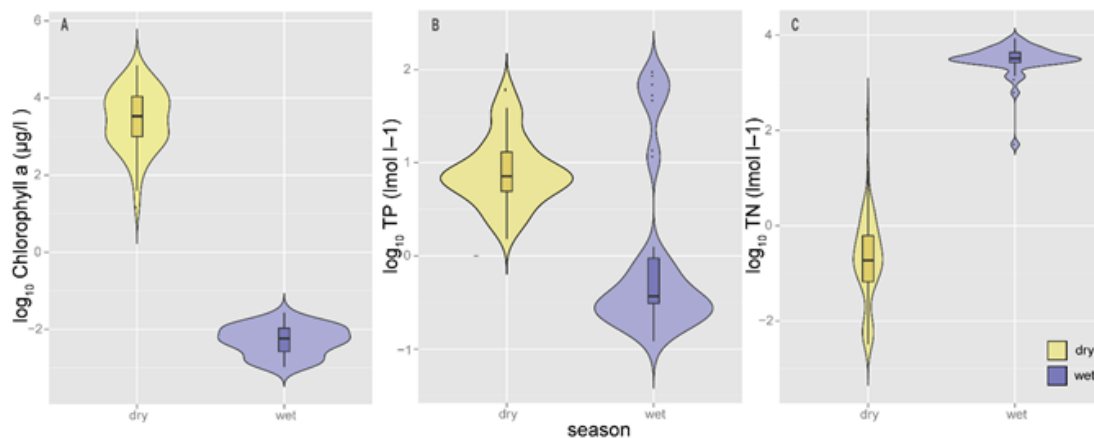 A
log10 Chlorophyll a (µg/l )
6
4
2
0
−2
dry
wet
B
log10 TP (lmol l–1)
2
1
0.0
−1
dry
wet
season
C
log10 TN (lmol l–1)
4
2
0
−2
dry
wet
dry
wet